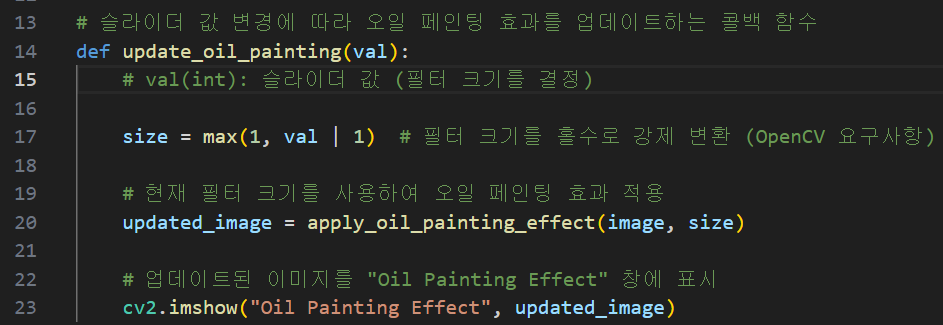 13 # 슬라이더 값 변경에 따라 오일 페인팅 효과를 업데이트하는 콜백 함수
14 def update_oil_painting(val):
15     # val(int): 슬라이더 값 (필터 크기를 결정)
16
17     size = max(1, val | 1)  # 필터 크기를 홀수로 강제 변환 (OpenCV 요구사항)
18
19     # 현재 필터 크기를 사용하여 오일 페인팅 효과 적용
20     updated_image = apply_oil_painting_effect(image, size)
21
22     # 업데이트된 이미지를 "Oil Painting Effect" 창에 표시
23     cv2.imshow("Oil Painting Effect", updated_image)